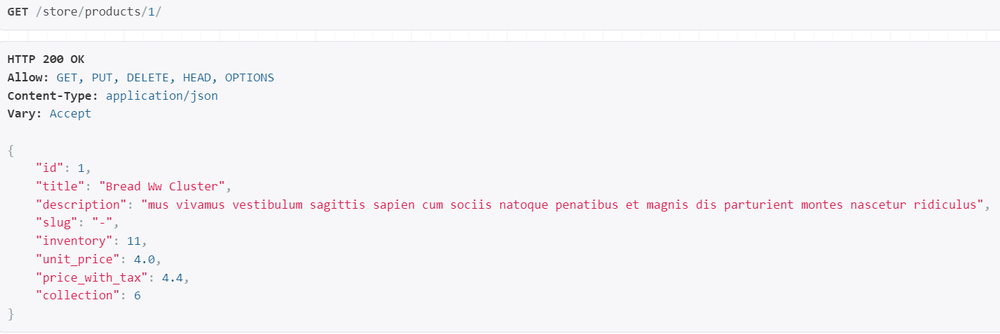 GET /store/products/1/
HTTP 200 OK
Allow: GET, PUT, DELETE, HEAD, OPTIONS
Content-Type: application/json
Vary: Accept
{
    "id": 1,
    "title": "Bread Ww Cluster",
    "description": "mus vivamus vestibulum sagittis sapien cum sociis natoque penatibus et magnis dis parturient montes nascetur ridiculus",
    "slug": "-",
    "inventory": 11,
    "unit_price": 4.0,
    "price_with_tax": 4.4,
    "collection": 6
}